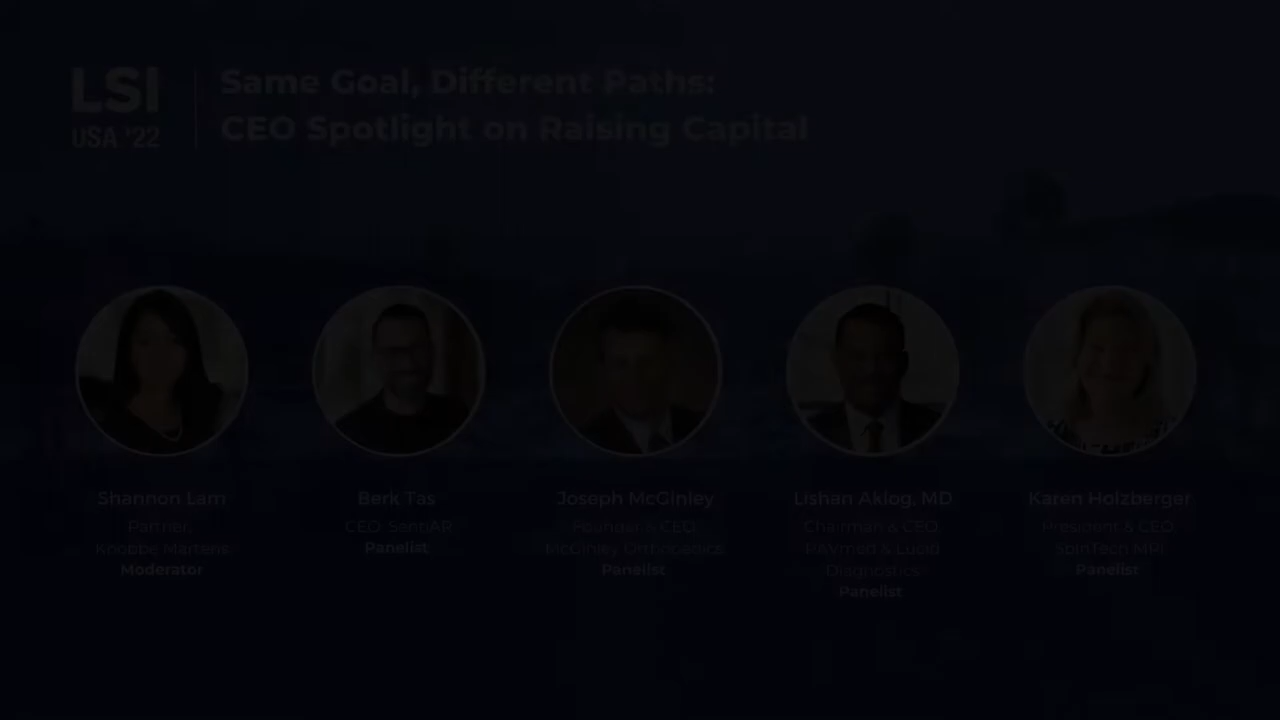 LSI
USA '22
Same Goal, Different Paths:
CEO Spotlight on Raising Capital
Shannon Lam
Partner,
Knobbe Martens
Moderator
Berk Tas
CEO, SentiAR
Panelist
Joseph McGinley
Founder & CEO,
McGinley Orthopedics
Panelist
Lishan Aklog, MD
Chairman & CEO,
PAVmed & Lucid
Diagnostics
Panelist
Karen Holzberger
President & CEO,
SpinTech MRI
Panelist